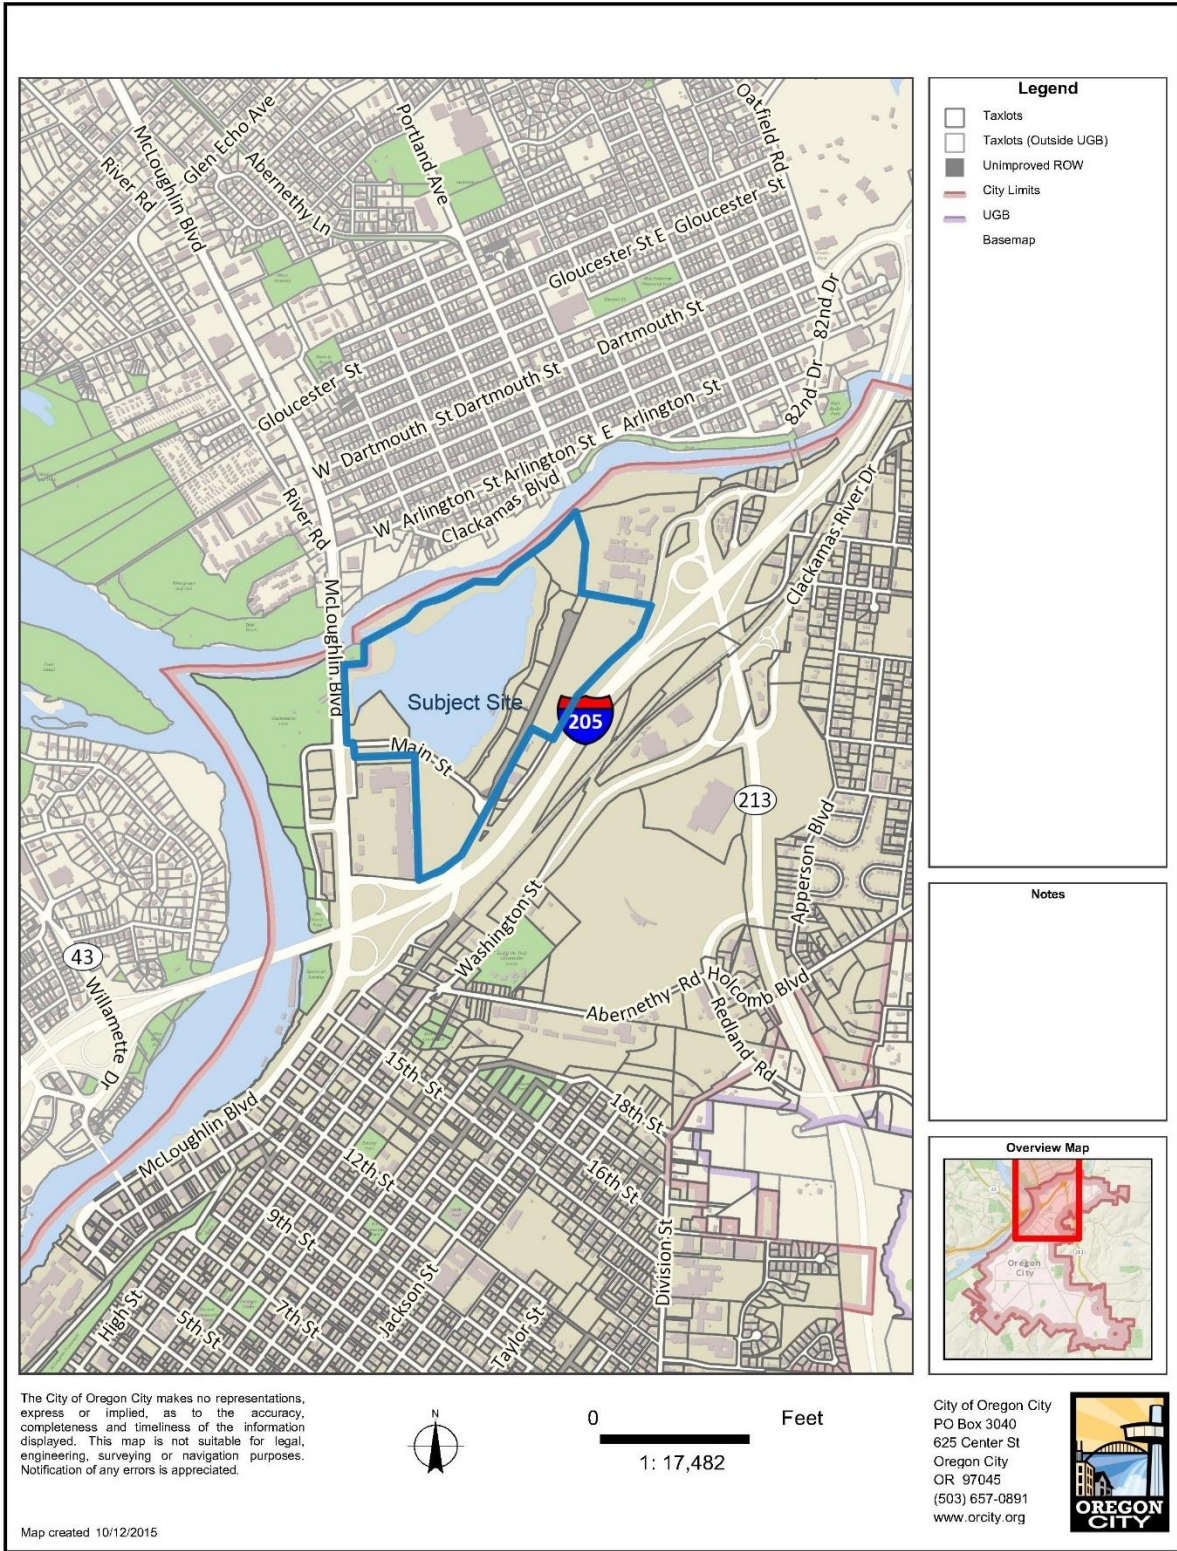 Oatfield Rd
Portland Ave
McLoughlin Blvd
Glen Echo Ave
River Rd
Abernethy Ln
Gloucester St E Gloucester St
82nd Dr
Dartmouth St
Gloucester St
W Dartmouth St Dartmouth St
82nd Dr
W Arlington St Arlington St E Arlington St
Clackamas Blvd
River Rd
Clackamas River Dr
McLoughlin Blvd
Subject Site
205
Main St
213
Apperson Blvd
Washington St
43
Willamette Dr
Abernethy Rd
Holcomb Blvd
Redland Rd
15th St
18th St
McLoughlin Blvd
12th St
16th St
9th St
Division St
High St
5th St
7th St
Jackson St
Taylor St
Legend
Taxlots
Taxlots (Outside UGB)
Unimproved ROW
City Limits
UGB
Basemap
Notes
Overview Map
Oregon
City
The City of Oregon City makes no representations,
express or implied, as to the accuracy,
completeness and timeliness of the information
displayed. This map is not suitable for legal,
engineering, surveying or navigation purposes.
Notification of any errors is appreciated.
Map created 10/12/2015
N
0 Feet
1: 17,482
City of Oregon City
PO Box 3040
625 Center St
Oregon City
OR 97045
(503) 657-0891
www.orcity.org
OREGON
CITY